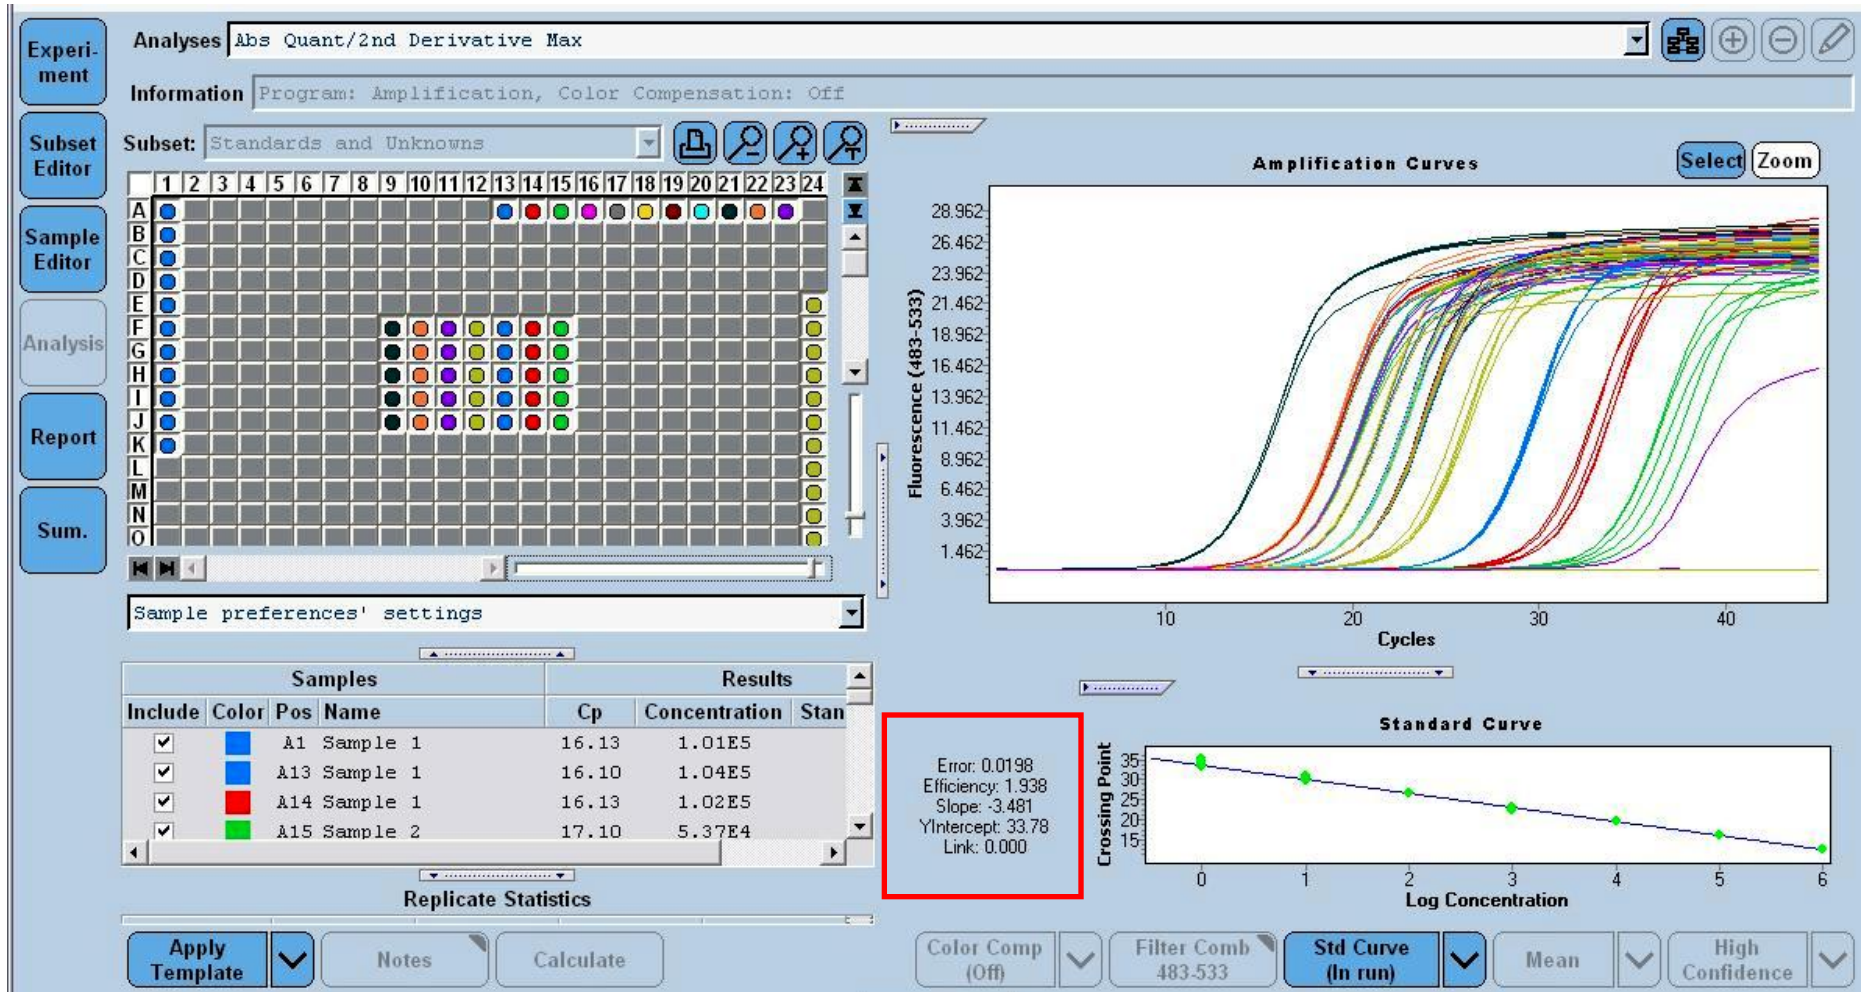 Experi-
ment
Subset
Editor
Sample
Editor
Analysis
Report
Sum.
Analyses Abs Quant/2nd Derivative Max
Information Program: Amplification, Color Compensation: Off
Subset: Standards and Unknowns
1 2 3 4 5 6 7 8 9 10 11 12 13 14 15 16 17 18 19 20 21 22 23 24
A
B
C
D
E
F
G
H
I
J
K
L
M
N
O
Sample preferences' settings
Samples Results
Include Color Pos Name Cp Concentration Stan
A1 Sample 1 16.13 1.01E5
A13 Sample 1 16.10 1.04E5
A14 Sample 1 16.13 1.02E5
A15 Sample 2 17.10 5.37E4
Replicate Statistics
Apply
Template
Notes
Calculate
Amplification Curves
Select Zoom
Fluorescence (483-533)
28.962
26.462
23.962
21.462
18.962
16.462
13.962
11.462
8.962
6.462
3.962
1.462
10 20 30 40
Cycles
Error: 0.0198
Efficiency: 1.938
Slope: -3.481
YIntercept: 33.78
Link: 0.000
Standard Curve
Crossing Point
35
30
25
20
15
0 1 2 3 4 5 6
Log Concentration
Color Comp
(Off)
Filter Comb
483-533
Std Curve
(In run)
Mean
High
Confidence